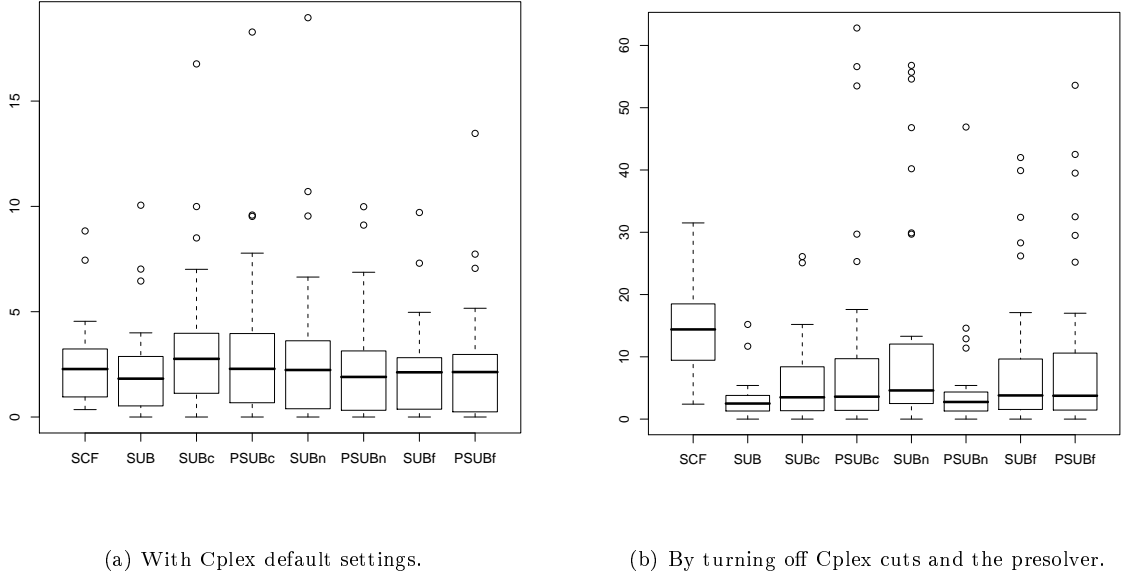 15
10
5
0
SCF SUB SUBc PSUBc SUBn PSUBn SUBf PSUBf
(a) With Cplex default settings.
60
50
40
30
20
10
0
SCF SUB SUBc PSUBc SUBn PSUBn SUBf PSUBf
(b) By turning off Cplex cuts and the presolver.